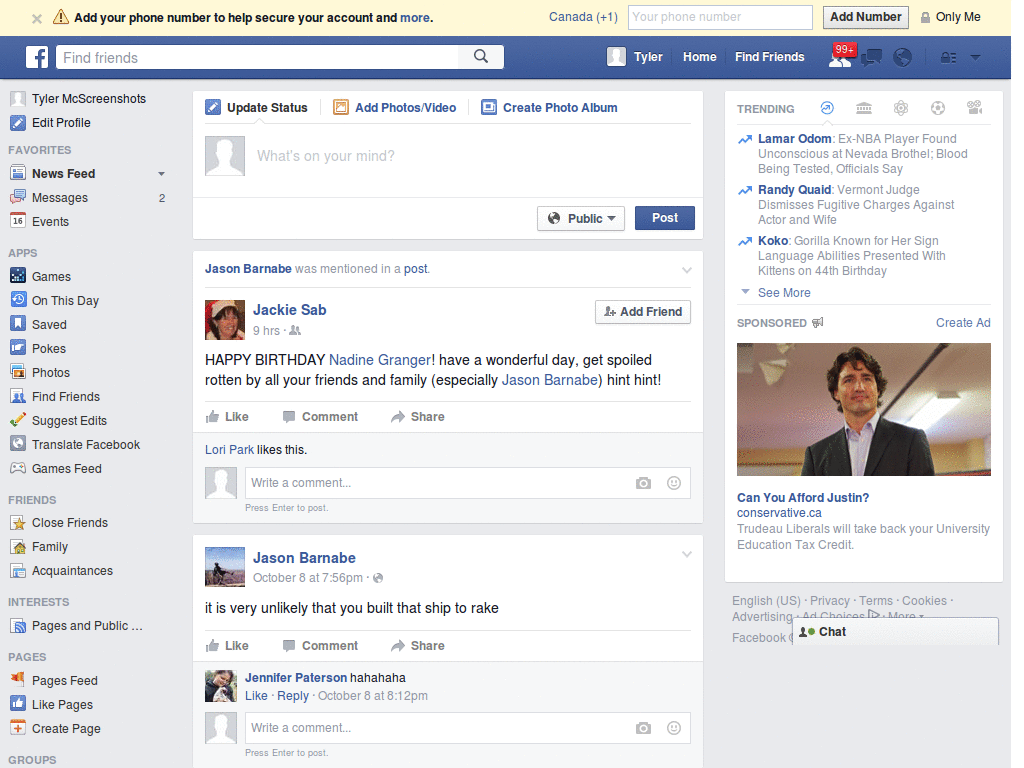 Add your phone number to help secure your account and more.
Canada (+1)
Your phone number
Add Number
Only Me
Find friends
Tyler
Home
Find Friends
99+
Tyler McScreenshots
Edit Profile
FAVORITES
News Feed
Messages 2
16 Events
APPS
Games
On This Day
Saved
Pokes
Photos
Find Friends
Suggest Edits
Translate Facebook
Games Feed
FRIENDS
Close Friends
Family
Acquaintances
INTERESTS
Pages and Public ...
PAGES
Pages Feed
Like Pages
Create Page
GROUPS
Update Status
Add Photos/Video
Create Photo Album
What's on your mind?
Public
Post
Jason Barnabe was mentioned in a post.
Jackie Sab
9 hrs ·
Add Friend
HAPPY BIRTHDAY Nadine Granger! have a wonderful day, get spoiled
rotten by all your friends and family (especially Jason Barnabe) hint hint!
Like Comment Share
Lori Park likes this.
Write a comment...
Press Enter to post.
Jason Barnabe
October 8 at 7:56pm ·
it is very unlikely that you built that ship to rake
Like Comment Share
Jennifer Paterson hahahaha
Like · Reply · October 8 at 8:12pm
Write a comment...
Press Enter to post.
TRENDING
Lamar Odom: Ex-NBA Player Found
Unconscious at Nevada Brothel; Blood
Being Tested, Officials Say
Randy Quaid: Vermont Judge
Dismisses Fugitive Charges Against
Actor and Wife
Koko: Gorilla Known for Her Sign
Language Abilities Presented With
Kittens on 44th Birthday
See More
SPONSORED
Create Ad
Can You Afford Justin?
conservative.ca
Trudeau Liberals will take back your University
Education Tax Credit.
English (US) · Privacy · Terms · Cookies ·
Advertising · Ad Choices · More
Facebook ©
Chat